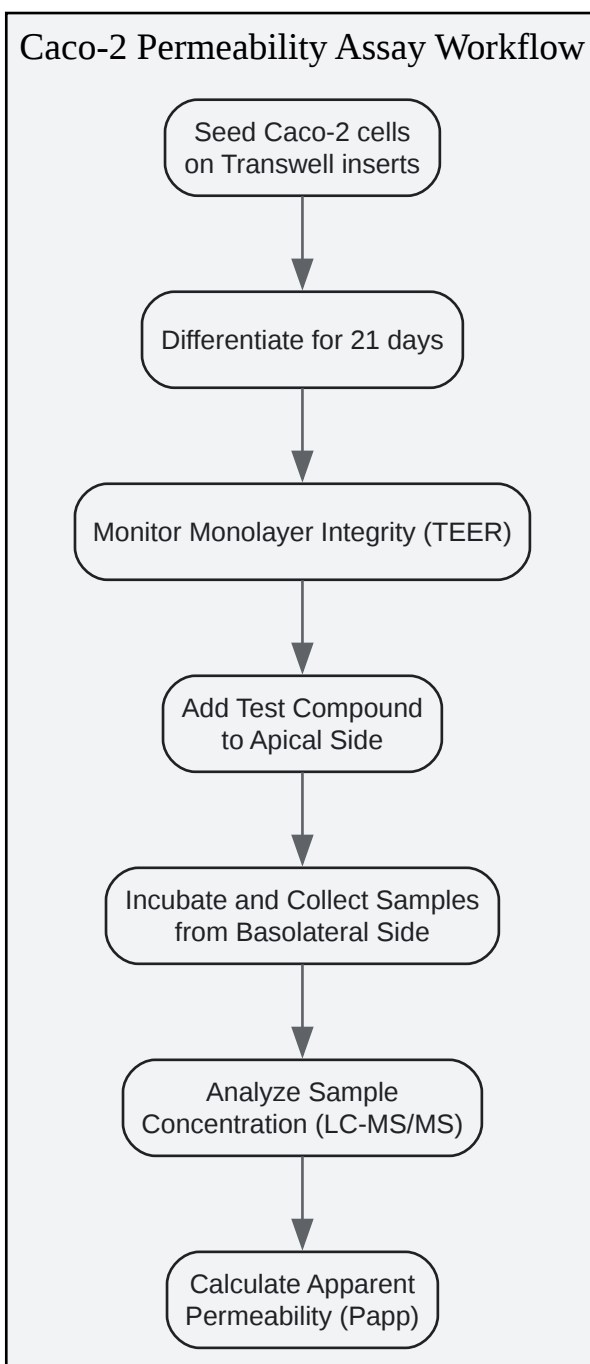 Caco-2 Permeability Assay Workflow
Seed Caco-2 cells
on Transwell inserts
Differentiate for 21 days
Monitor Monolayer Integrity (TEER)
Add Test Compound
to Apical Side
Incubate and Collect Samples
from Basolateral Side
Analyze Sample
Concentration (LC-MS/MS)
Calculate Apparent
Permeability (Papp)